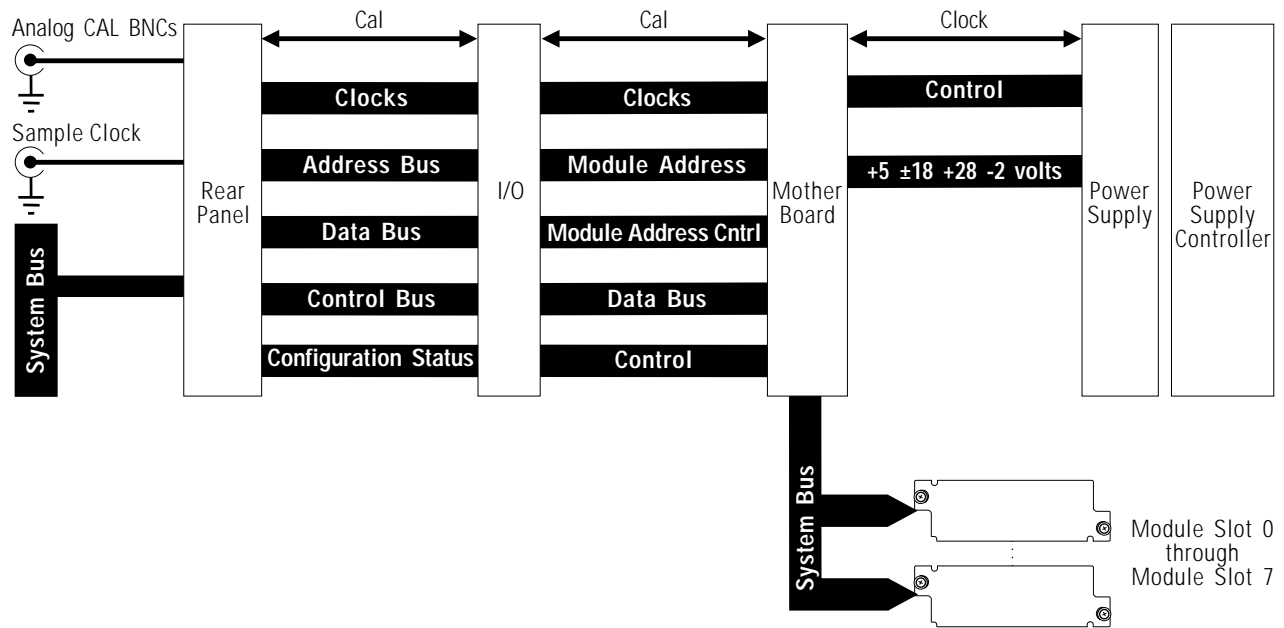 Analog CAL BNCs
Cal
Cal
Clock
Clocks
Clocks
Control
Sample Clock
Address Bus
Module Address
+5 ±18 +28 -2 volts
Rear
Panel
I/O
Mother
Board
Power
Supply
Power
Supply
Controller
Data Bus
Module Address Cntrl
System Bus
Control Bus
Data Bus
Configuration Status
Control
System Bus
Module Slot 0
through
Module Slot 7